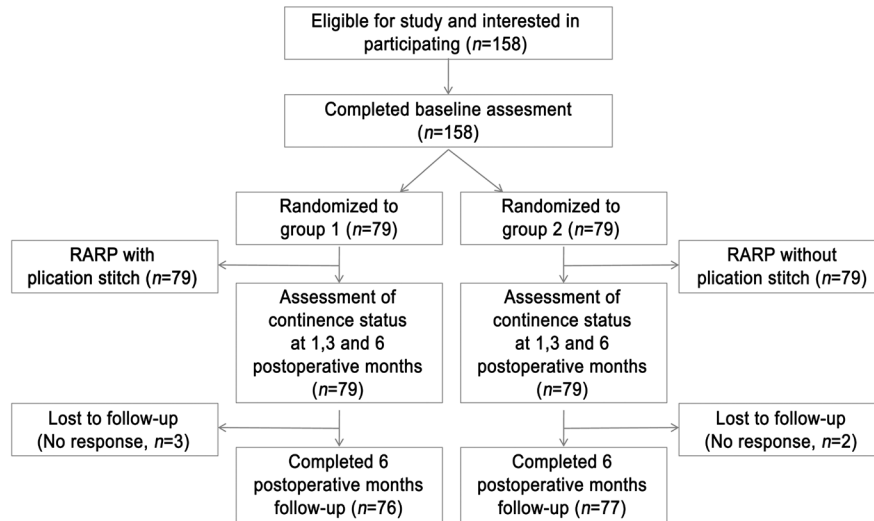 Eligible for study and interested in
participating (n=158)
Completed baseline assesment
(n=158)
Randomized to
group 1 (n=79)
Randomized to
group 2 (n=79)
RARP with
plication stitch (n=79)
RARP without
plication stitch (n=79)
Assessment of
continence status
at 1,3 and 6
postoperative months
(n=79)
Assessment of
continence status
at 1,3 and 6
postoperative months
(n=79)
Lost to follow-up
(No response, n=3)
Lost to follow-up
(No response, n=2)
Completed 6
postoperative months
follow-up (n=76)
Completed 6
postoperative months
follow-up (n=77)